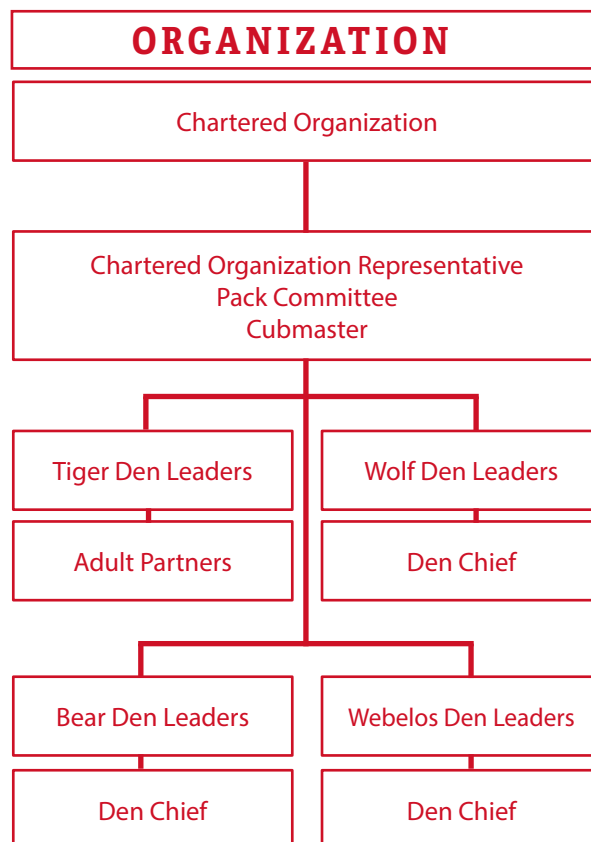 ORGANIZATION
Chartered Organization
Chartered Organization Representative
Pack Committee
Cubmaster
Tiger Den Leaders
Wolf Den Leaders
Adult Partners
Den Chief
Bear Den Leaders
Webelos Den Leaders
Den Chief
Den Chief